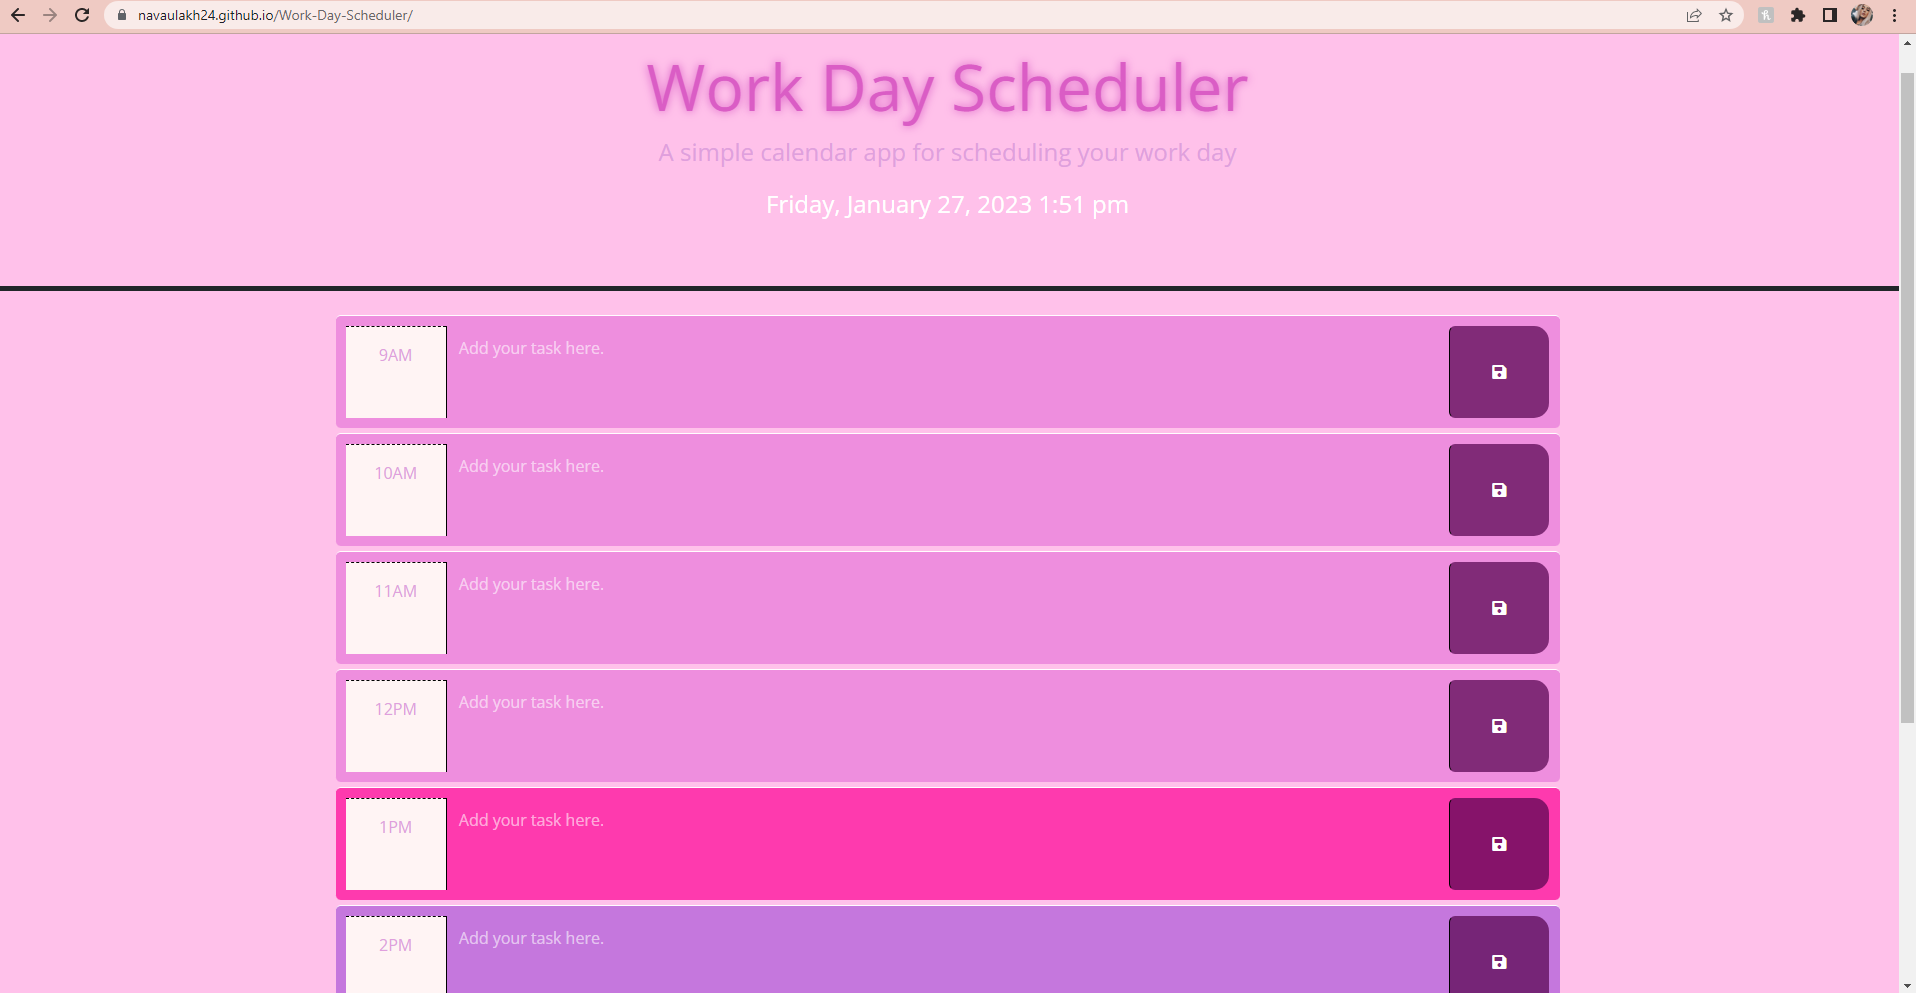 navaulakh24.github.io/Work-Day-Scheduler/
Work Day Scheduler
A simple calendar app for scheduling your work day
Friday, January 27, 2023 1:51 pm
9AM Add your task here.
10AM Add your task here.
11AM Add your task here.
12PM Add your task here.
1PM Add your task here.
2PM Add your task here.